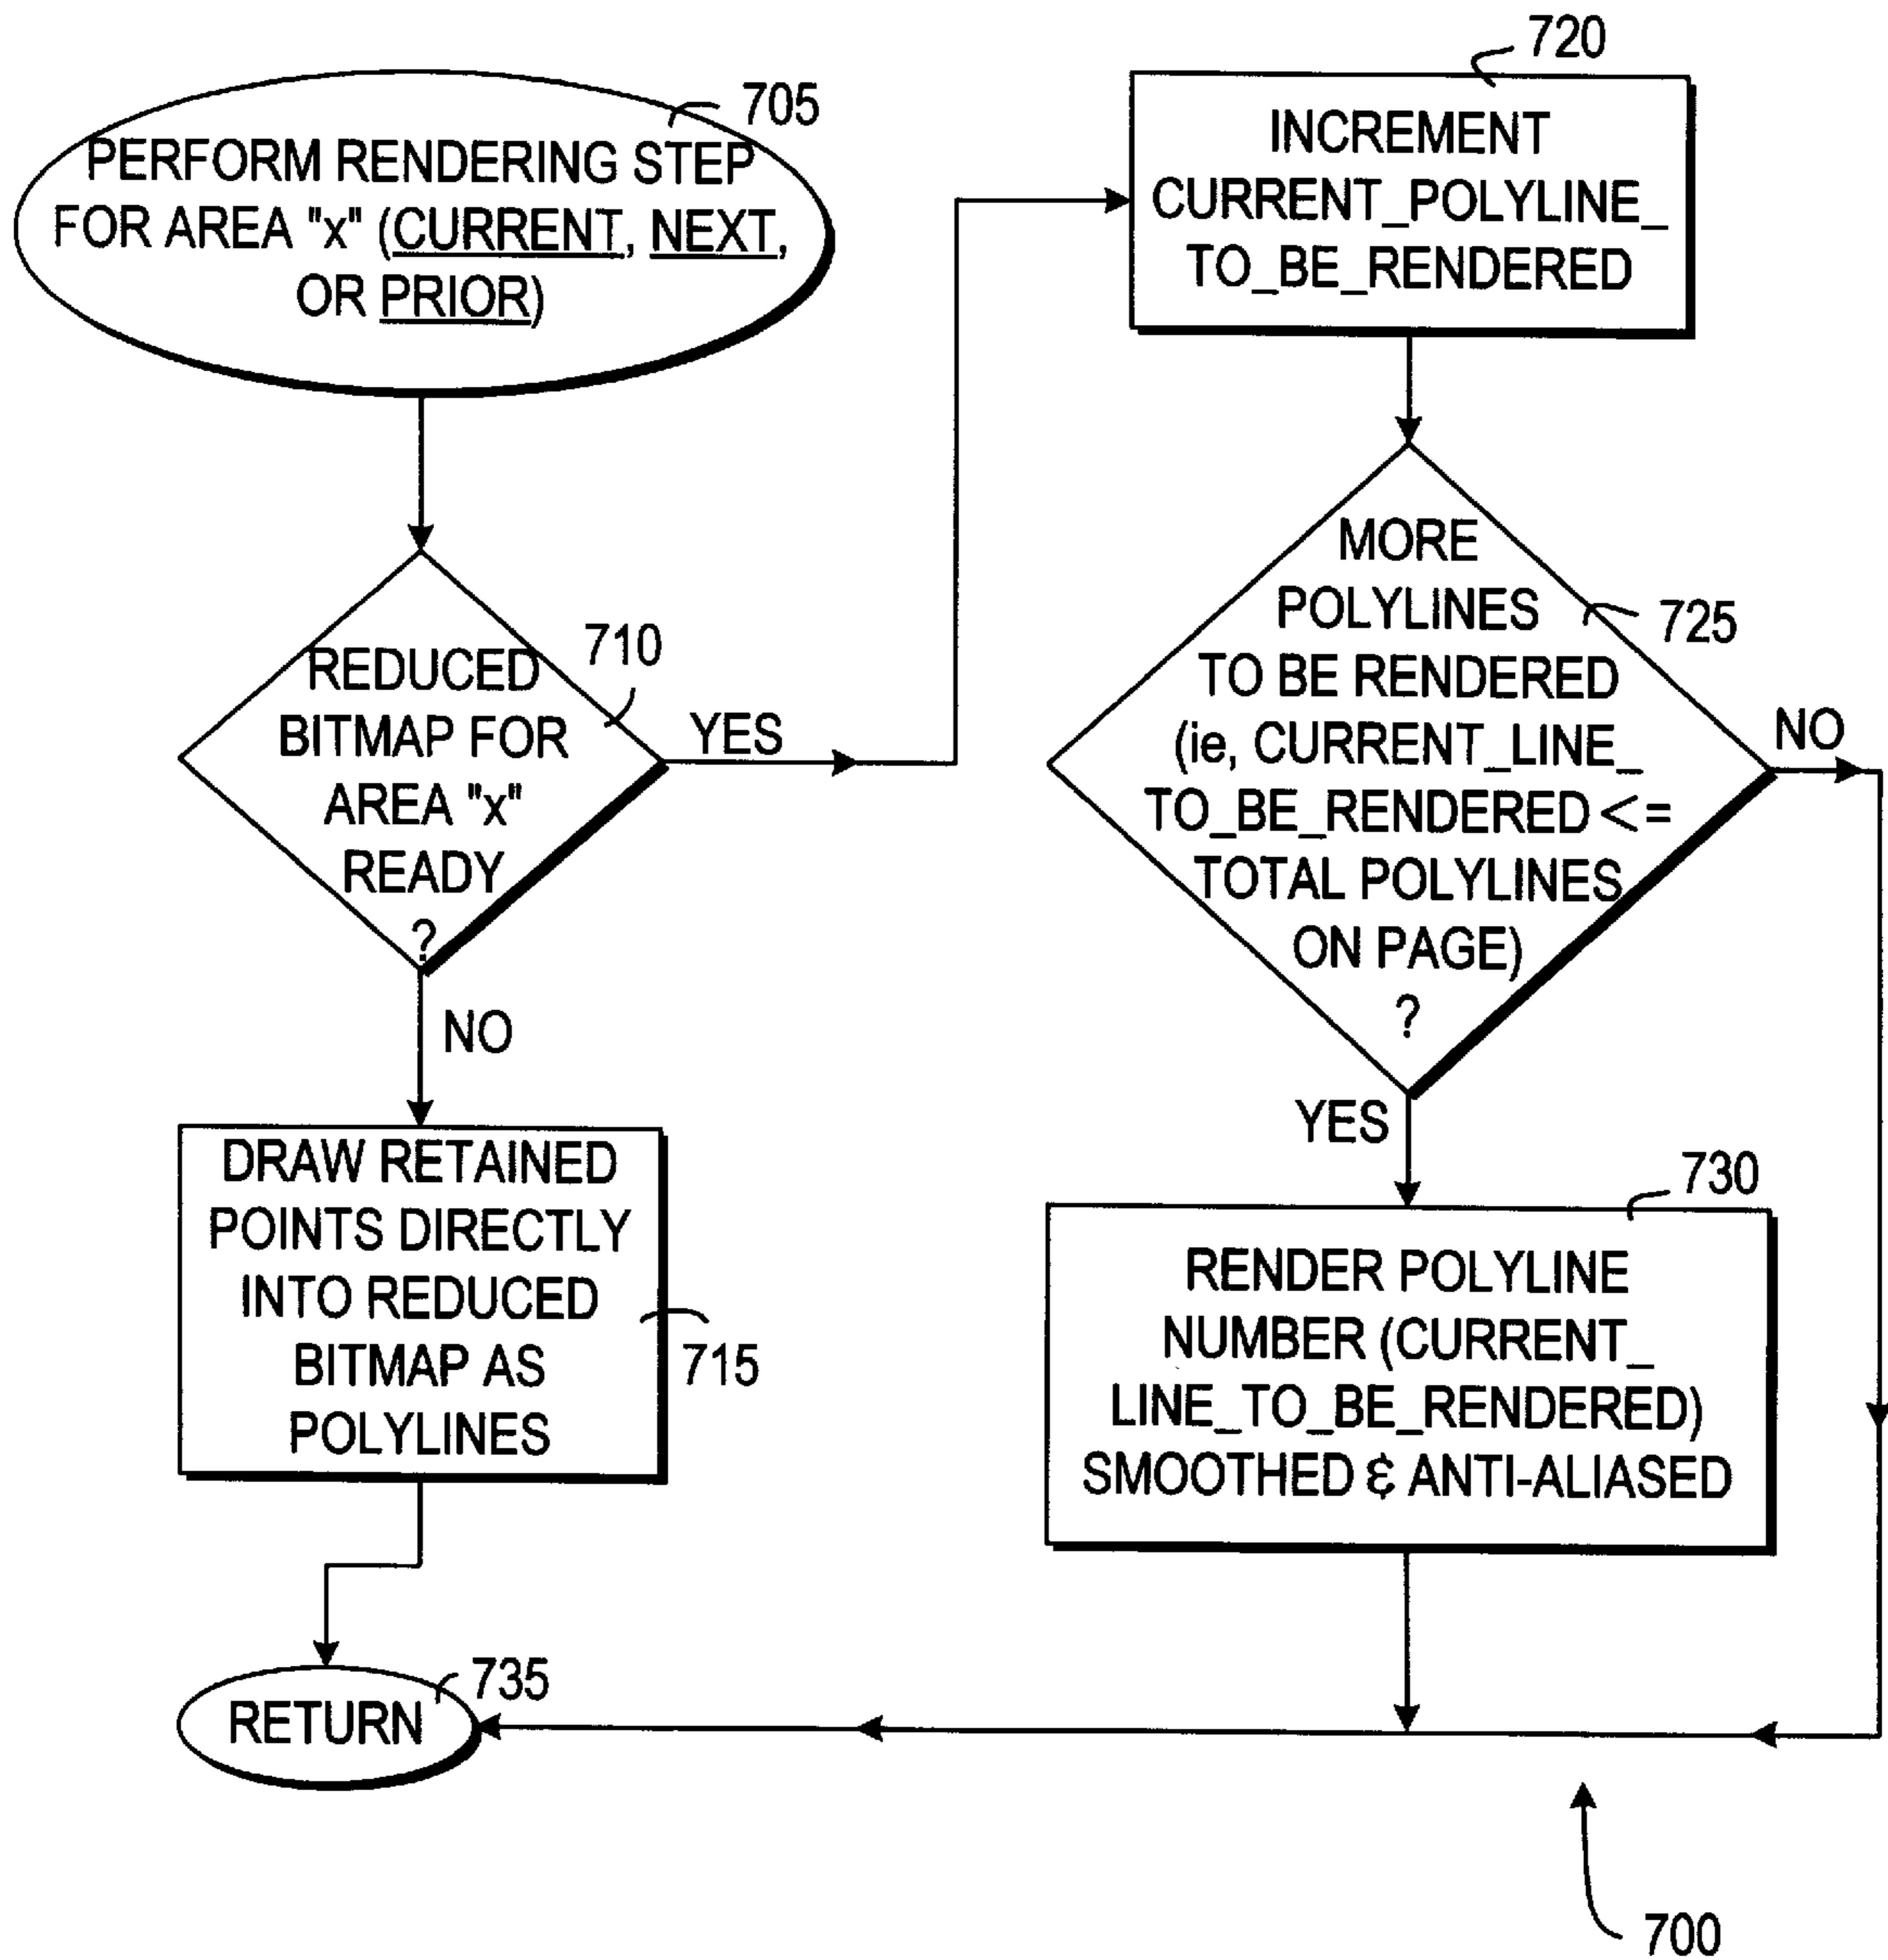 705
PERFORM RENDERING STEP
FOR AREA "x" (CURRENT, NEXT,
OR PRIOR)
710
REDUCED
BITMAP FOR
AREA "x"
READY
?
YES
NO
DRAW RETAINED
POINTS DIRECTLY
INTO REDUCED
BITMAP AS
POLYLINES
715
720
INCREMENT
CURRENT_POLYLINE_
TO_BE_RENDERED
MORE
POLYLINES
TO BE RENDERED
(ie, CURRENT_LINE_
TO_BE_RENDERED <=
TOTAL POLYLINES
ON PAGE)
?
725
NO
YES
730
RENDER POLYLINE
NUMBER (CURRENT_
LINE_TO_BE_RENDERED)
SMOOTHED & ANTI-ALIASED
735
RETURN
700